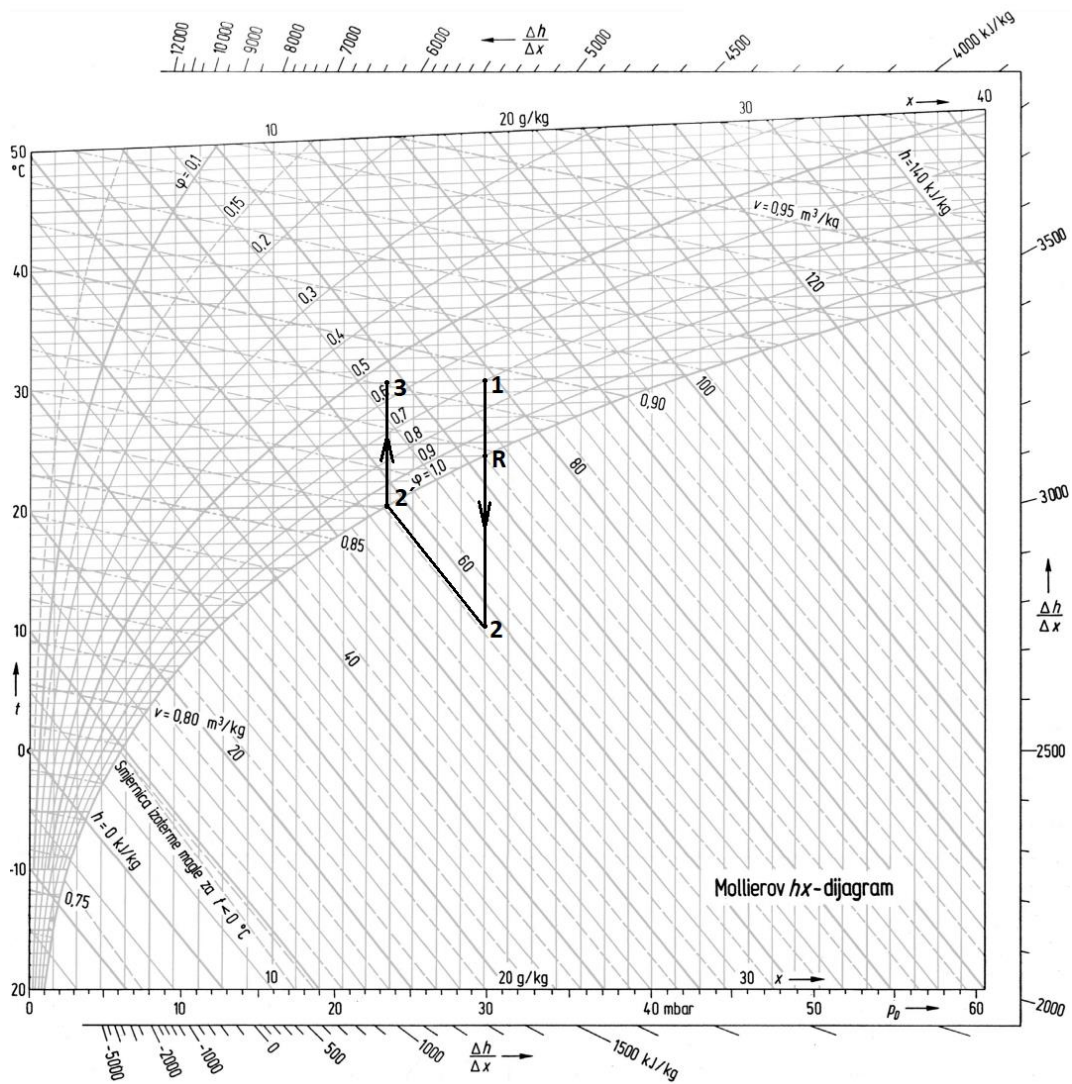 12000 10000 9000 8000 7000 Δh/Δx 6000 5000 4500 4000 kJ/kg
10 20 g/kg 30 x 40
50
°C
φ = 0,1
0,15
0,2
0,3
0,4
0,5
0,6
0,7
0,8
0,9
φ=1,0
v = 0,95 m³/kg
h=140 kJ/kg
120
100
0,90
80
3500
40
30
3 1
R
20
2
3000
0,85
60
2
10
40
Δh/Δx
t
v = 0,80 m³/kg
20
0
2500
Smjernica izoterme magle za t<0 °C
h = 0 kJ/kg
-10
0,75
Mollierov hx-dijagram
10 20 g/kg 30 x
20
2000
0 10 20 30 40 mbar 50 p_D 60
-5000 -2000 -1000 0 500 Δh/Δx 1000 1500 kJ/kg